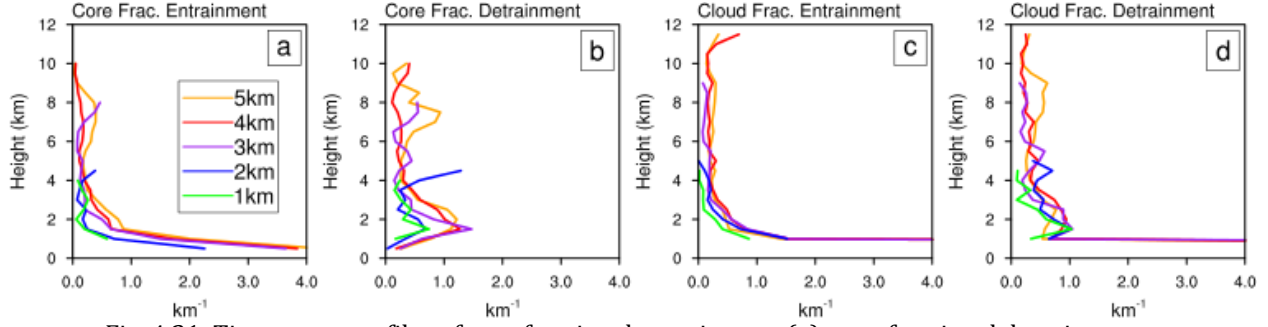 Core Frac. Entrainment
Core Frac. Detrainment
Cloud Frac. Entrainment
Cloud Frac. Detrainment
a
b
c
d
12
10
8
6
4
2
0
Height (km)
5km
4km
3km
2km
1km
0.0 1.0 2.0 3.0 4.0
km-1
12
10
8
6
4
2
0
Height (km)
0.0 1.0 2.0 3.0 4.0
km-1
12
10
8
6
4
2
0
Height (km)
0.0 1.0 2.0 3.0 4.0
km-1
12
10
8
6
4
2
0
Height (km)
0.0 1.0 2.0 3.0 4.0
km-1